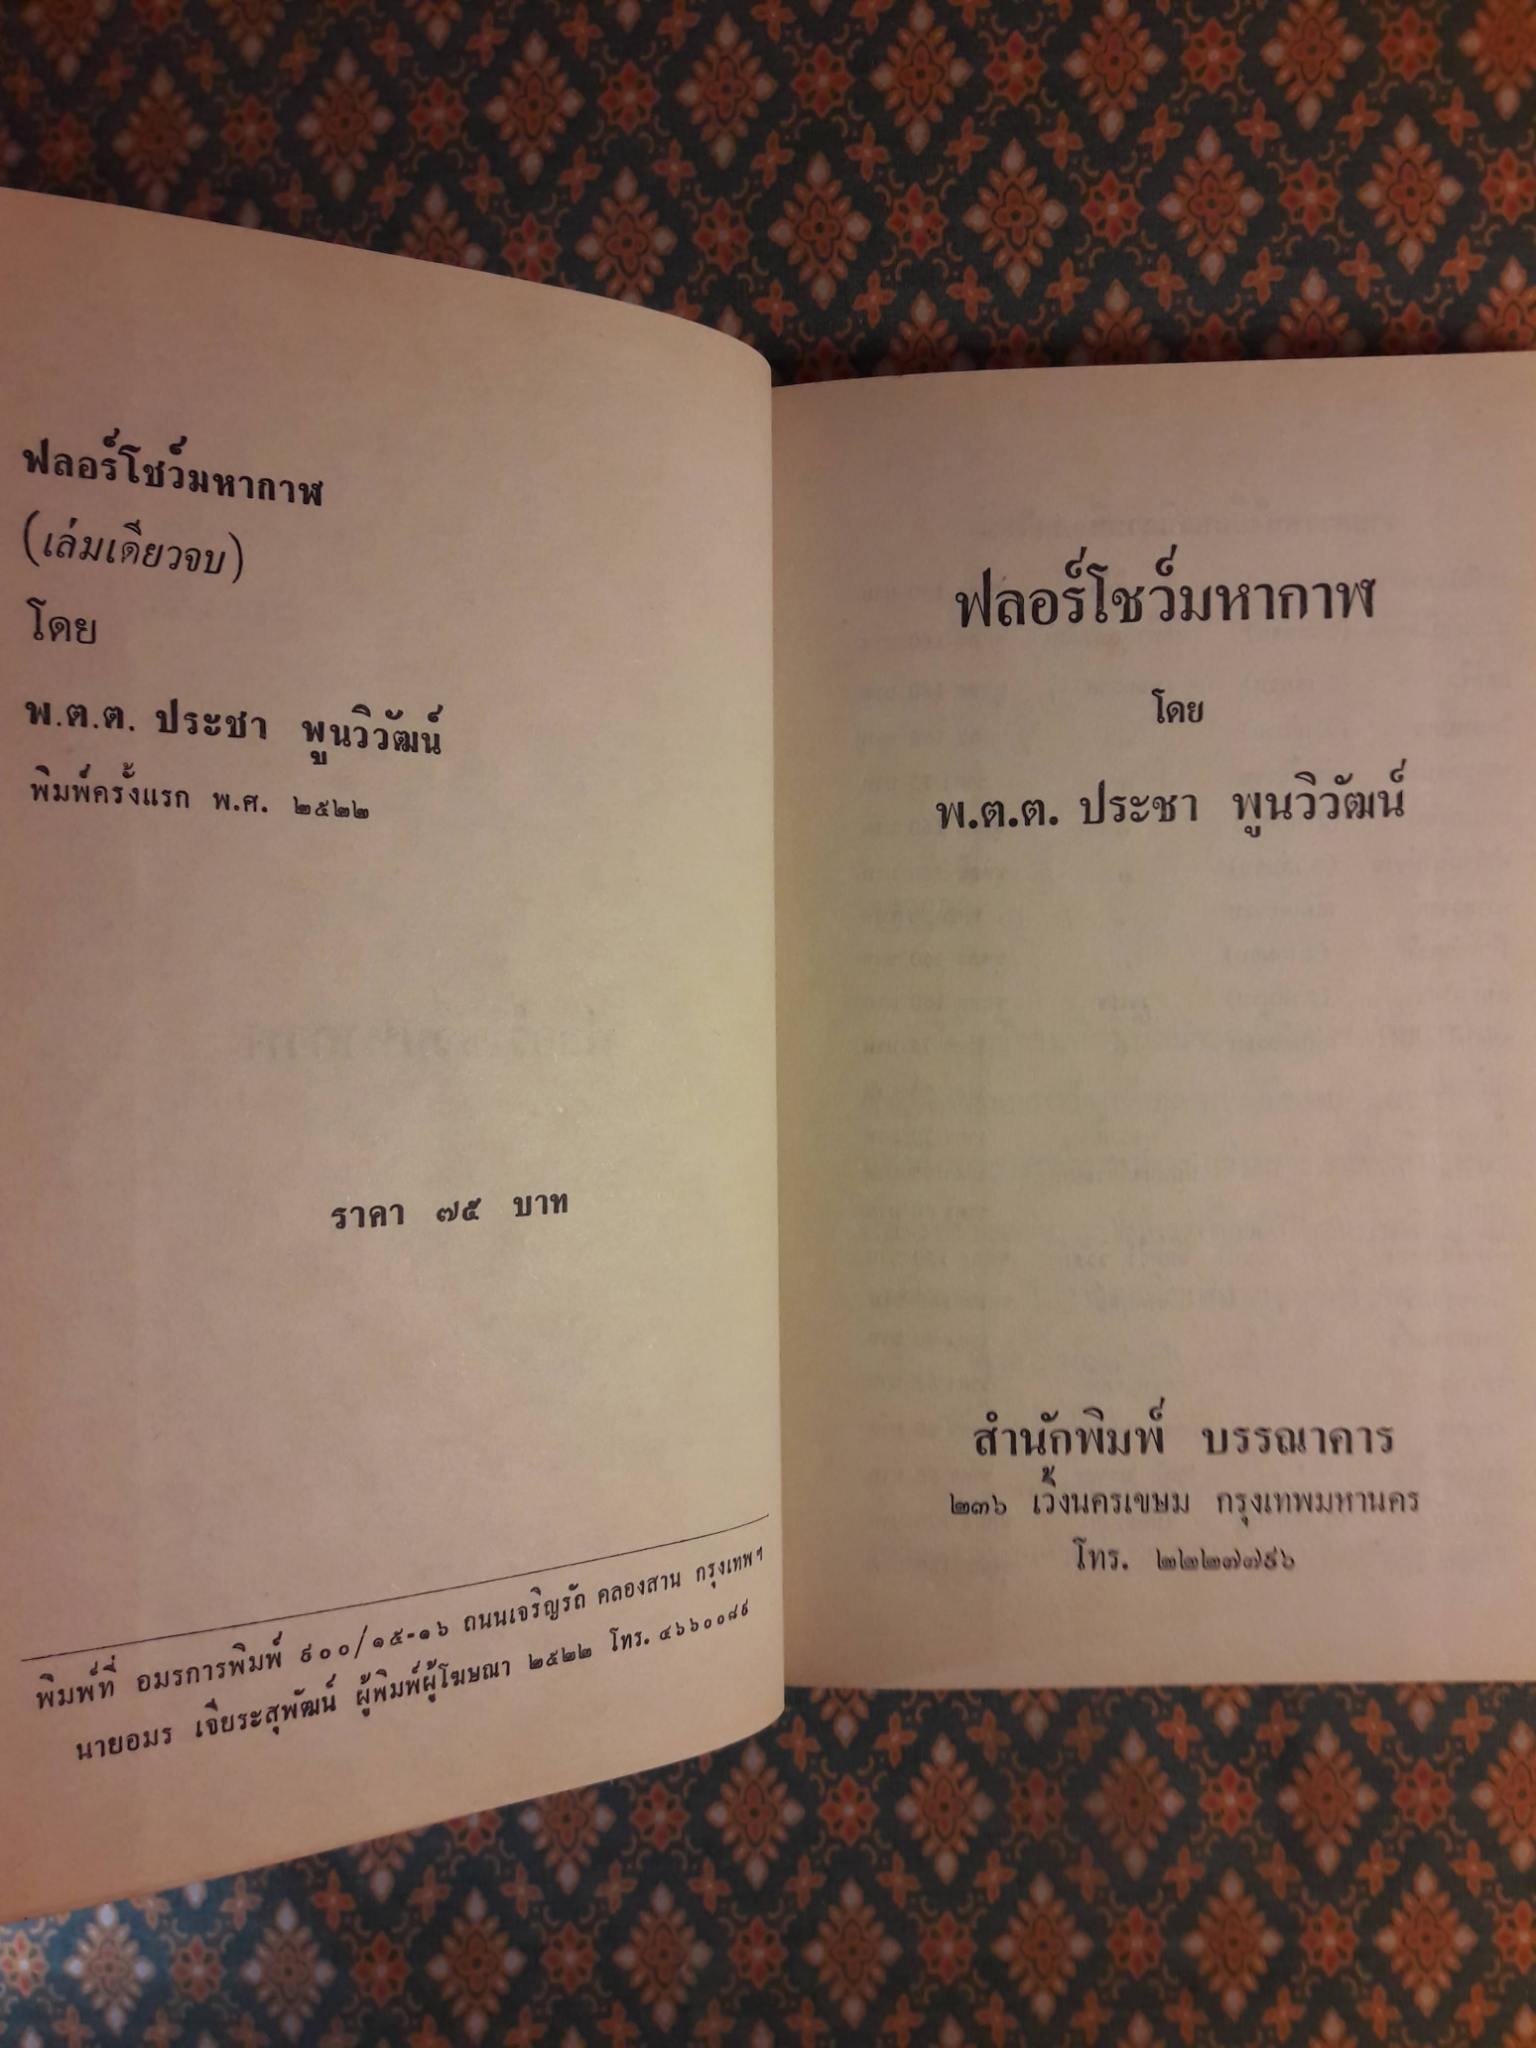 ฟลอร์โชว์มหากาฬ
(เล่มเดียวจบ)
โดย
พ.ต.ต. ประชา พูนวิวัฒน์
พิมพ์ครั้งแรก พ.ศ. ๒๕๒๒
ราคา ๗๕ บาท
พิมพ์ที่ อมรการพิมพ์ ๙๐๐/๑๕-๑๖ ถนนเจริญรัถ คลองสาน กรุงเทพฯ
นายอมร เจียระสุพัฒน์ ผู้พิมพ์ผู้โฆษณา ๒๕๒๒ โทร. ๔๖๖๐๐๘๙
ฟลอร์โชว์มหากาฬ
โดย
พ.ต.ต. ประชา พูนวิวัฒน์
สำนักพิมพ์ บรรณาคาร
๒๓๖ เวิ้งนครเขษม กรุงเทพมหานคร
โทร. ๒๒๒๗๗๙๖